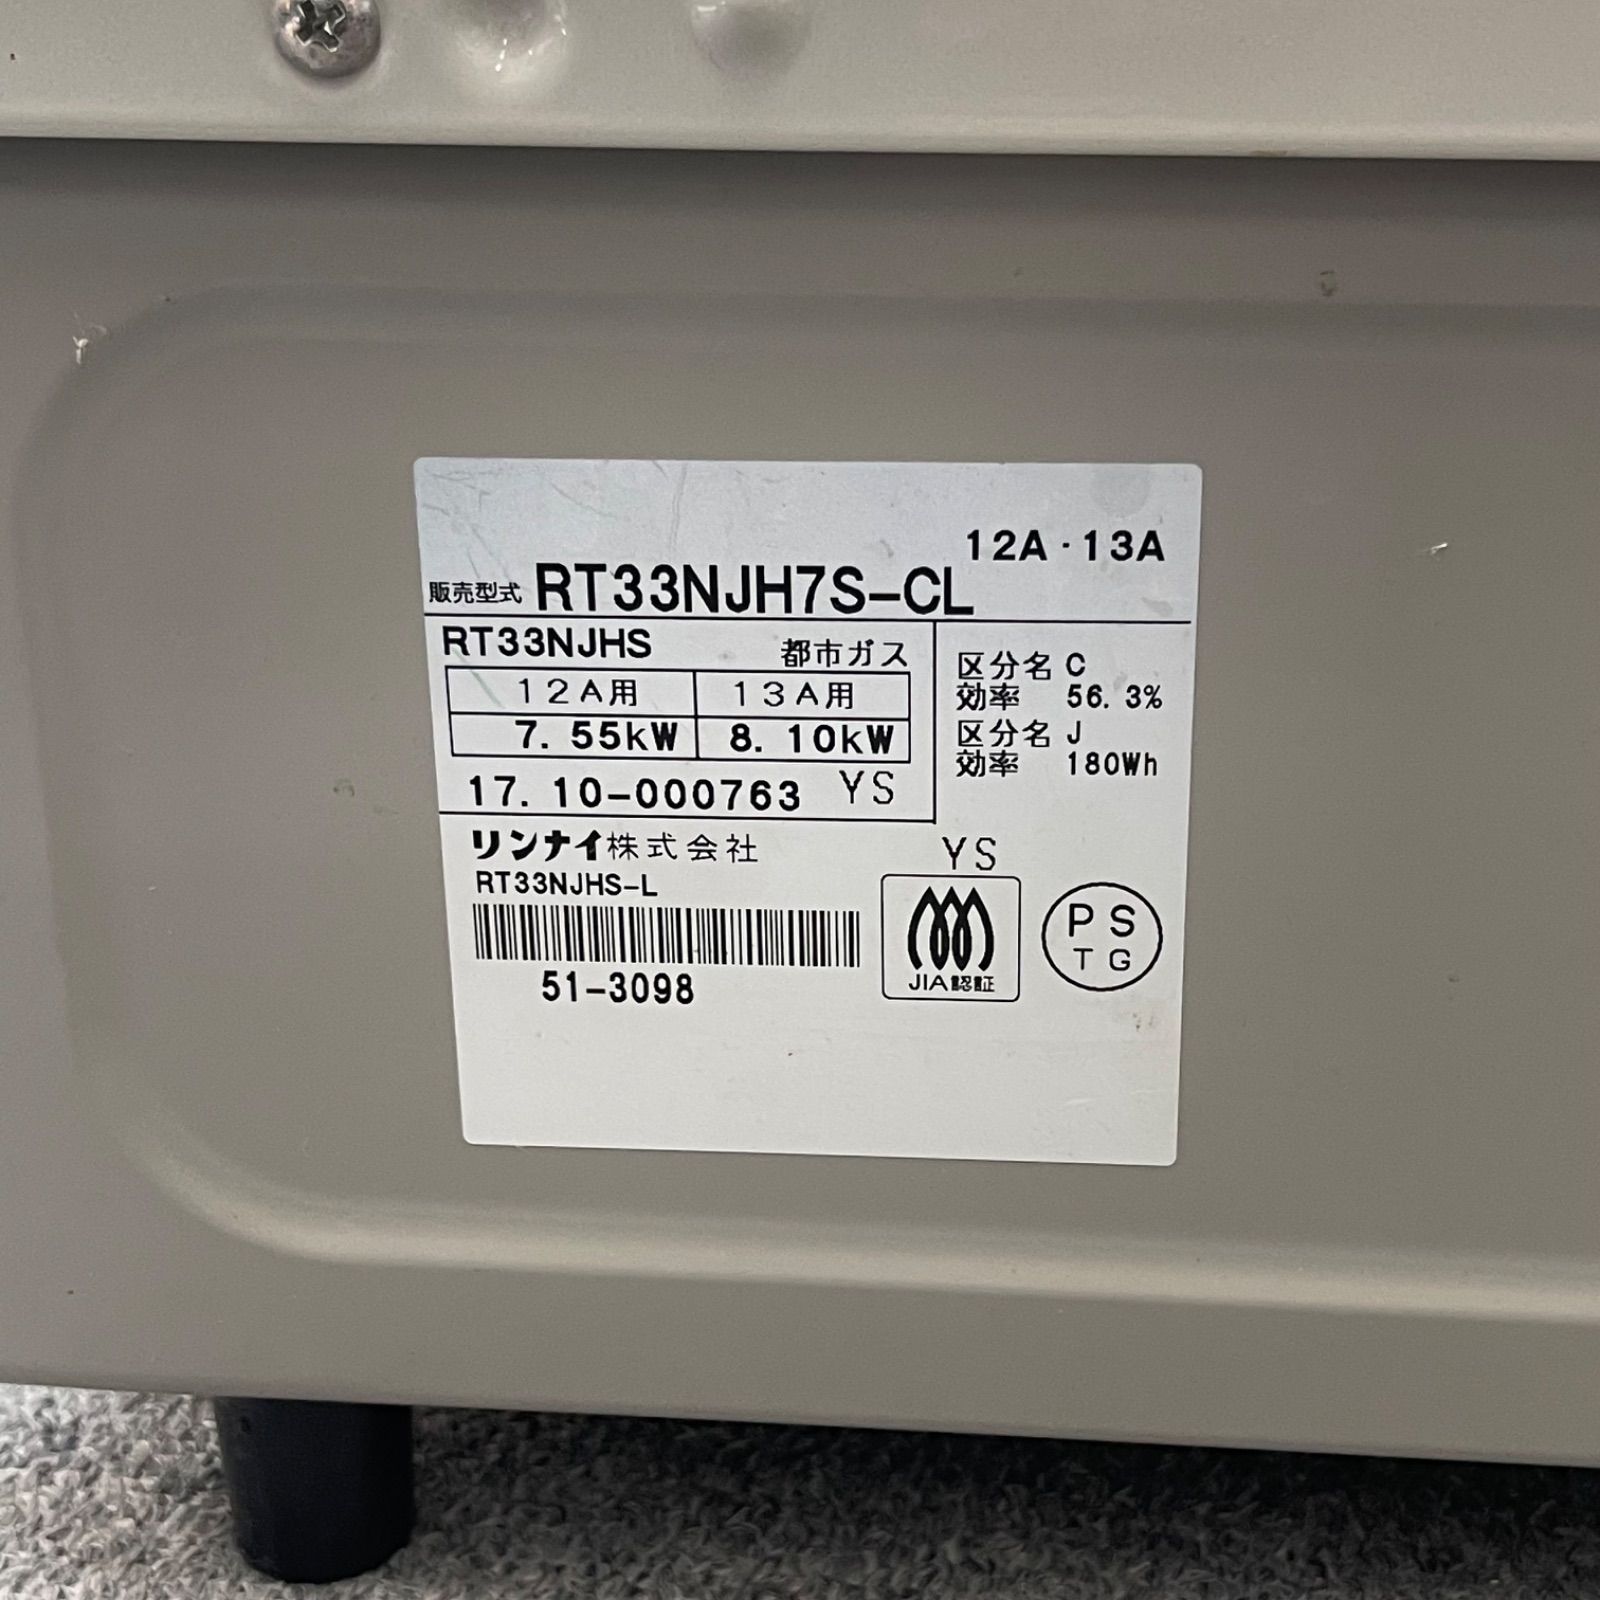 12A・13A
販売型式 RT33NJH7S-CL
RT33NJHS 都市ガス
12A用 13A用
7.55kW 8.10kW
17.10-000763 YS
区分名 C
効率 56.3%
区分名 J
効率 180Wh
リンナイ株式会社
RT33NJHS-L
51-3098
YS
JIA認証
PS
TG